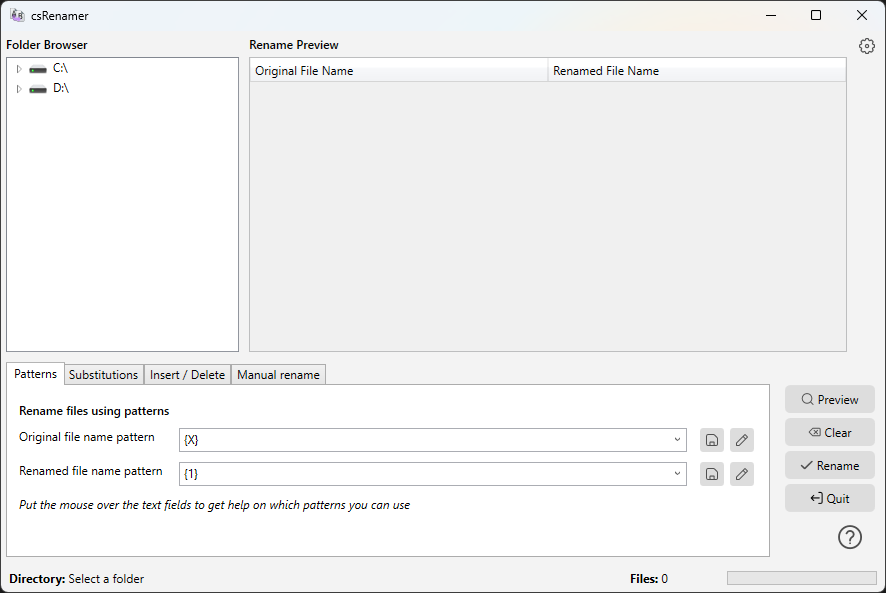 csRenamer
Folder Browser
Rename Preview
C:\
D:\
Original File Name
Renamed File Name
Patterns
Substitutions
Insert / Delete
Manual rename
Rename files using patterns
Original file name pattern
{X}
Renamed file name pattern
{1}
Put the mouse over the text fields to get help on which patterns you can use
Preview
Clear
Rename
Quit
?
Directory: Select a folder
Files: 0